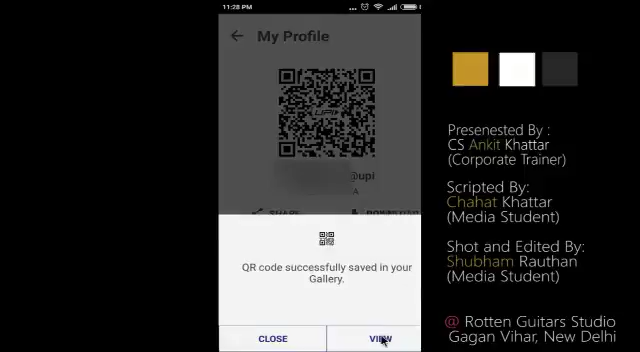 11:28 PM
My Profile
UPI
@upi
A
SHARE
QR code successfully saved in your
Gallery.
CLOSE
VIEW
Presenested By :
CS Ankit Khattar
(Corporate Trainer)
Scripted By:
Chahat Khattar
(Media Student)
Shot and Edited By:
Shubham Rauthan
(Media Student)
@ Rotten Guitars Studio
Gagan Vihar, New Delhi